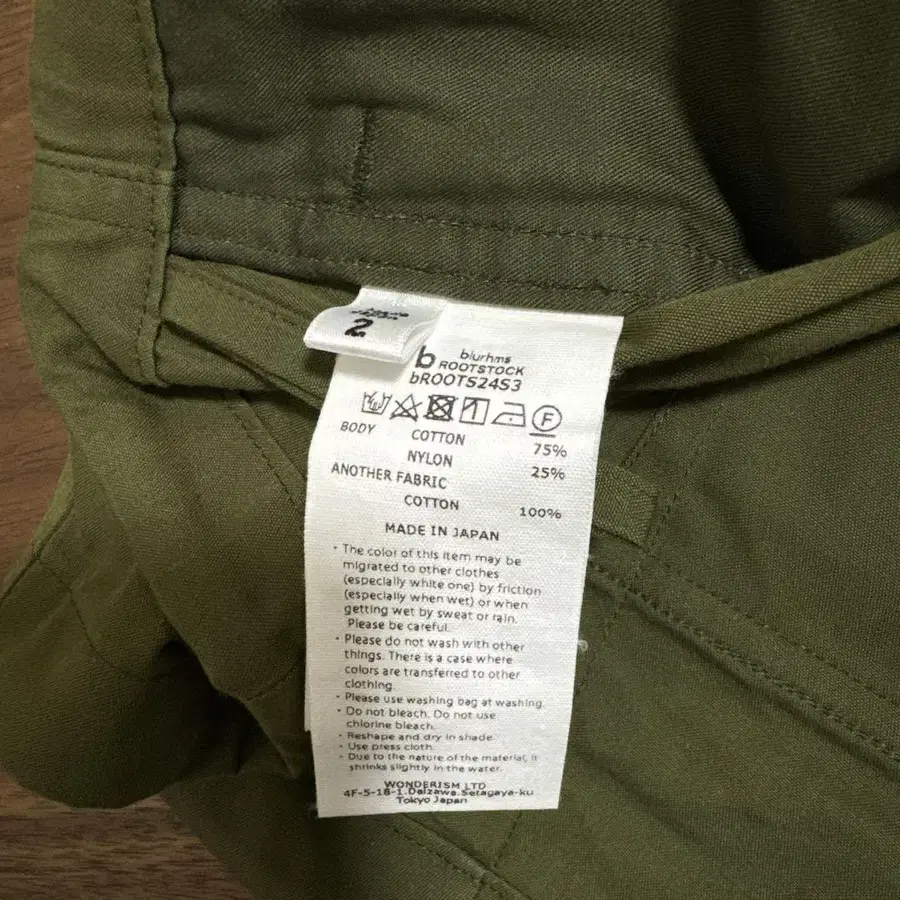 2
b blurhms
ROOTSTOCK
bROOTS24S3
F
BODY COTTON 75%
NYLON 25%
ANOTHER FABRIC
COTTON 100%
MADE IN JAPAN
・The color of this item may be
migrated to other clothes
(especially white one) by friction
(especially when wet) or when
getting wet by sweat or rain.
Please be careful.
・Please do not wash with other
things. There is a case where
colors are transferred to other
clothing.
・Please use washing bag at washing.
・Do not bleach. Do not use
chlorine bleach.
・Reshape and dry in shade.
・Use press cloth.
・Due to the nature of the material, it
shrinks slightly in the water.
WONDERISM LTD
4F-5-18-1.Daizawa.Setagaya-ku
Tokyo Japan